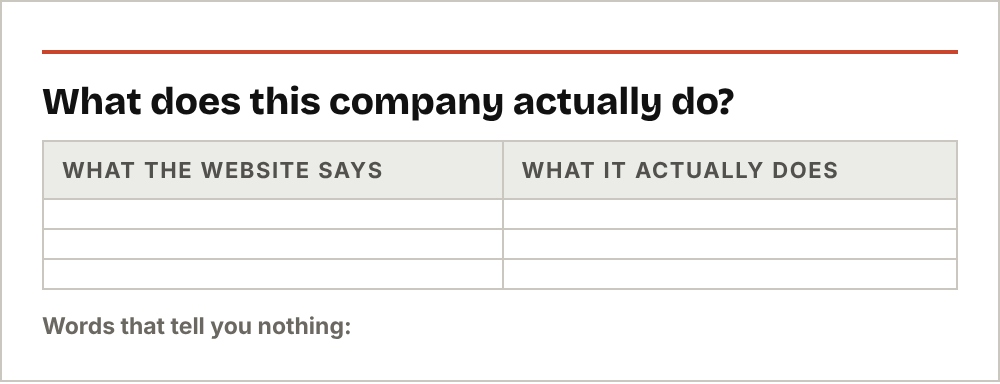 What does this company actually do?
WHAT THE WEBSITE SAYS
WHAT IT ACTUALLY DOES
Words that tell you nothing: